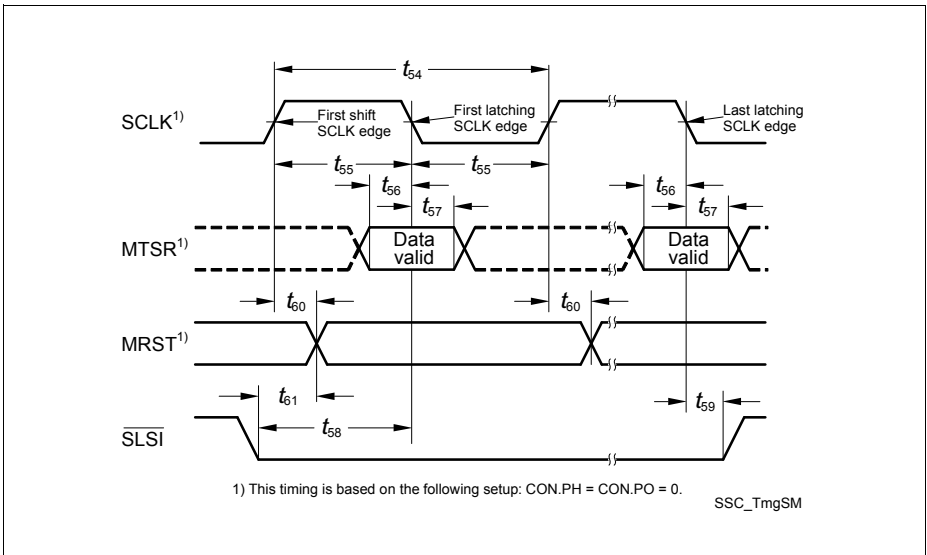 t54
SCLK1)
First shift
SCLK edge
First latching
SCLK edge
Last latching
SCLK edge
t55
t55
t56
t56
t57
t57
MTSR1)
Data
valid
Data
valid
t60
t60
MRST1)
t61
t59
t58
SLSI
1) This timing is based on the following setup: CON.PH = CON.PO = 0.
SSC_TmgSM